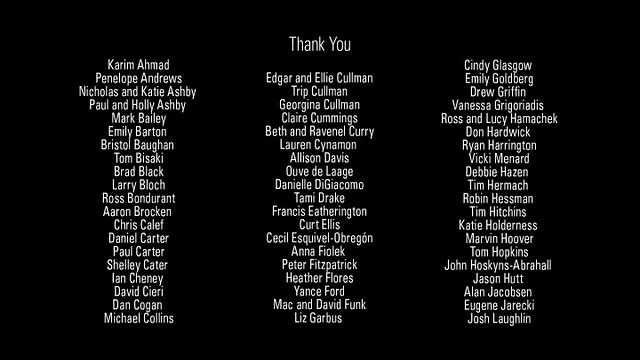 Thank You
Karim Ahmad
Penelope Andrews
Nicholas and Katie Ashby
Paul and Holly Ashby
Mark Bailey
Emily Barton
Bristol Baughan
Tom Bisaki
Brad Black
Larry Bloch
Ross Bondurant
Aaron Brocken
Chris Calef
Daniel Carter
Paul Carter
Shelley Cater
Ian Cheney
David Cieri
Dan Cogan
Michael Collins
Edgar and Ellie Cullman
Trip Cullman
Georgina Cullman
Claire Cummings
Beth and Ravenel Curry
Lauren Cynamon
Allison Davis
Ouve de Laage
Danielle DiGiacomo
Tami Drake
Francis Eatherington
Curt Ellis
Cecil Esquivel-Obregón
Anna Fiolek
Peter Fitzpatrick
Heather Flores
Yance Ford
Mac and David Funk
Liz Garbus
Cindy Glasgow
Emily Goldberg
Drew Griffin
Vanessa Grigoriadis
Ross and Lucy Hamachek
Don Hardwick
Ryan Harrington
Vicki Menard
Debbie Hazen
Tim Hermach
Robin Hessman
Tim Hitchins
Katie Holderness
Marvin Hoover
Tom Hopkins
John Hoskyns-Abrahall
Jason Hutt
Alan Jacobsen
Eugene Jarecki
Josh Laughlin